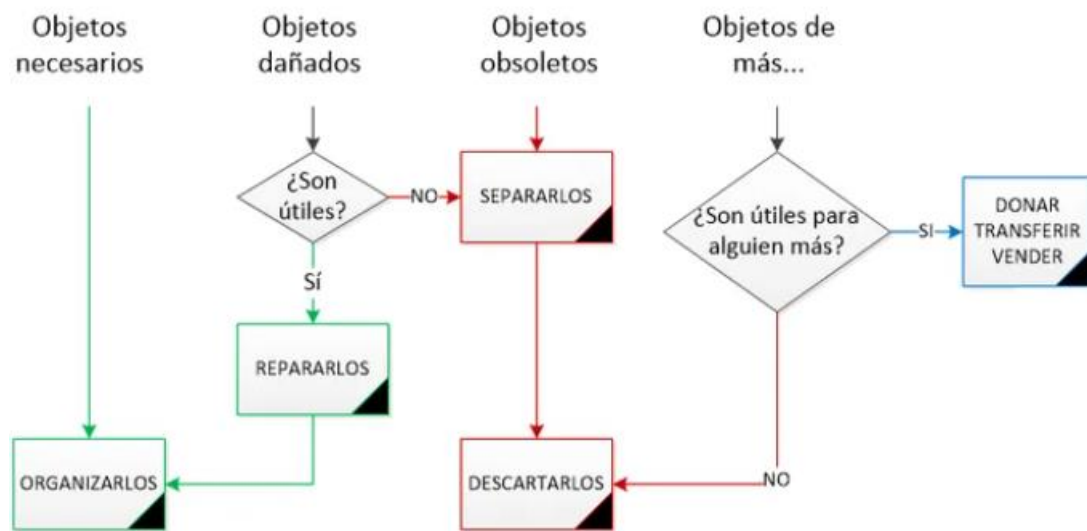 Objetos
necesarios
Objetos
dañados
Objetos
obsoletos
Objetos de
más...
¿Son
útiles?
NO
SEPARARLOS
¿Son útiles para
alguien más?
SI
DONAR
TRANSFERIR
VENDER
Sí
REPARARLOS
ORGANIZARLOS
DESCARTARLOS
NO